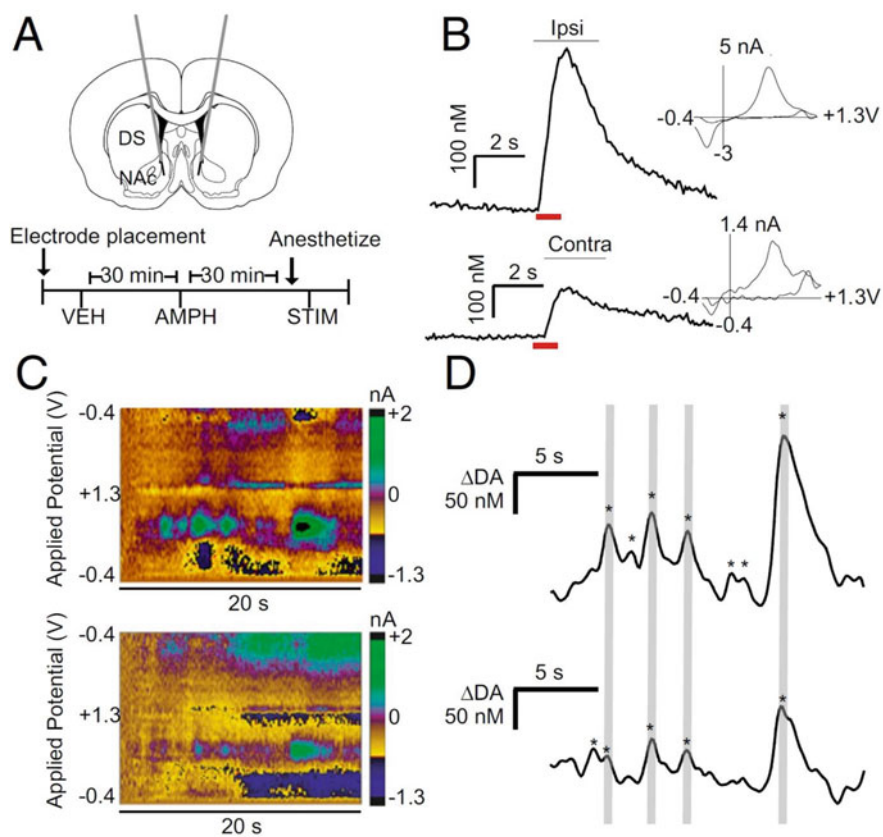 A
DS
NAc
Electrode placement
Anesthetize
30 min
30 min
VEH
AMPH
STIM
B
Ipsi
100 nM
2 s
5 nA
-0.4
+1.3V
-3
Contra
100 nM
2 s
1.4 nA
-0.4
+1.3V
-0.4
C
Applied Potential (V)
-0.4
+1.3
-0.4
nA
+2
0
-1.3
20 s
Applied Potential (V)
-0.4
+1.3
-0.4
nA
+2
0
-1.3
20 s
D
5 s
ΔDA
50 nM
*
*
*
*
*
* *
5 s
ΔDA
50 nM
*
* *
*
*